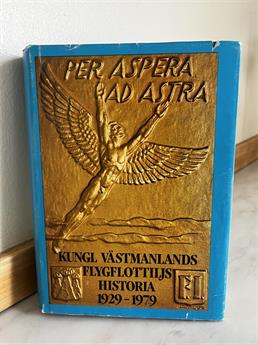 PER ASPERA
AD ASTRA
KUNGL VÄSTMANLANDS
FLYGFLOTTILJS
HISTORIA
1929-1979